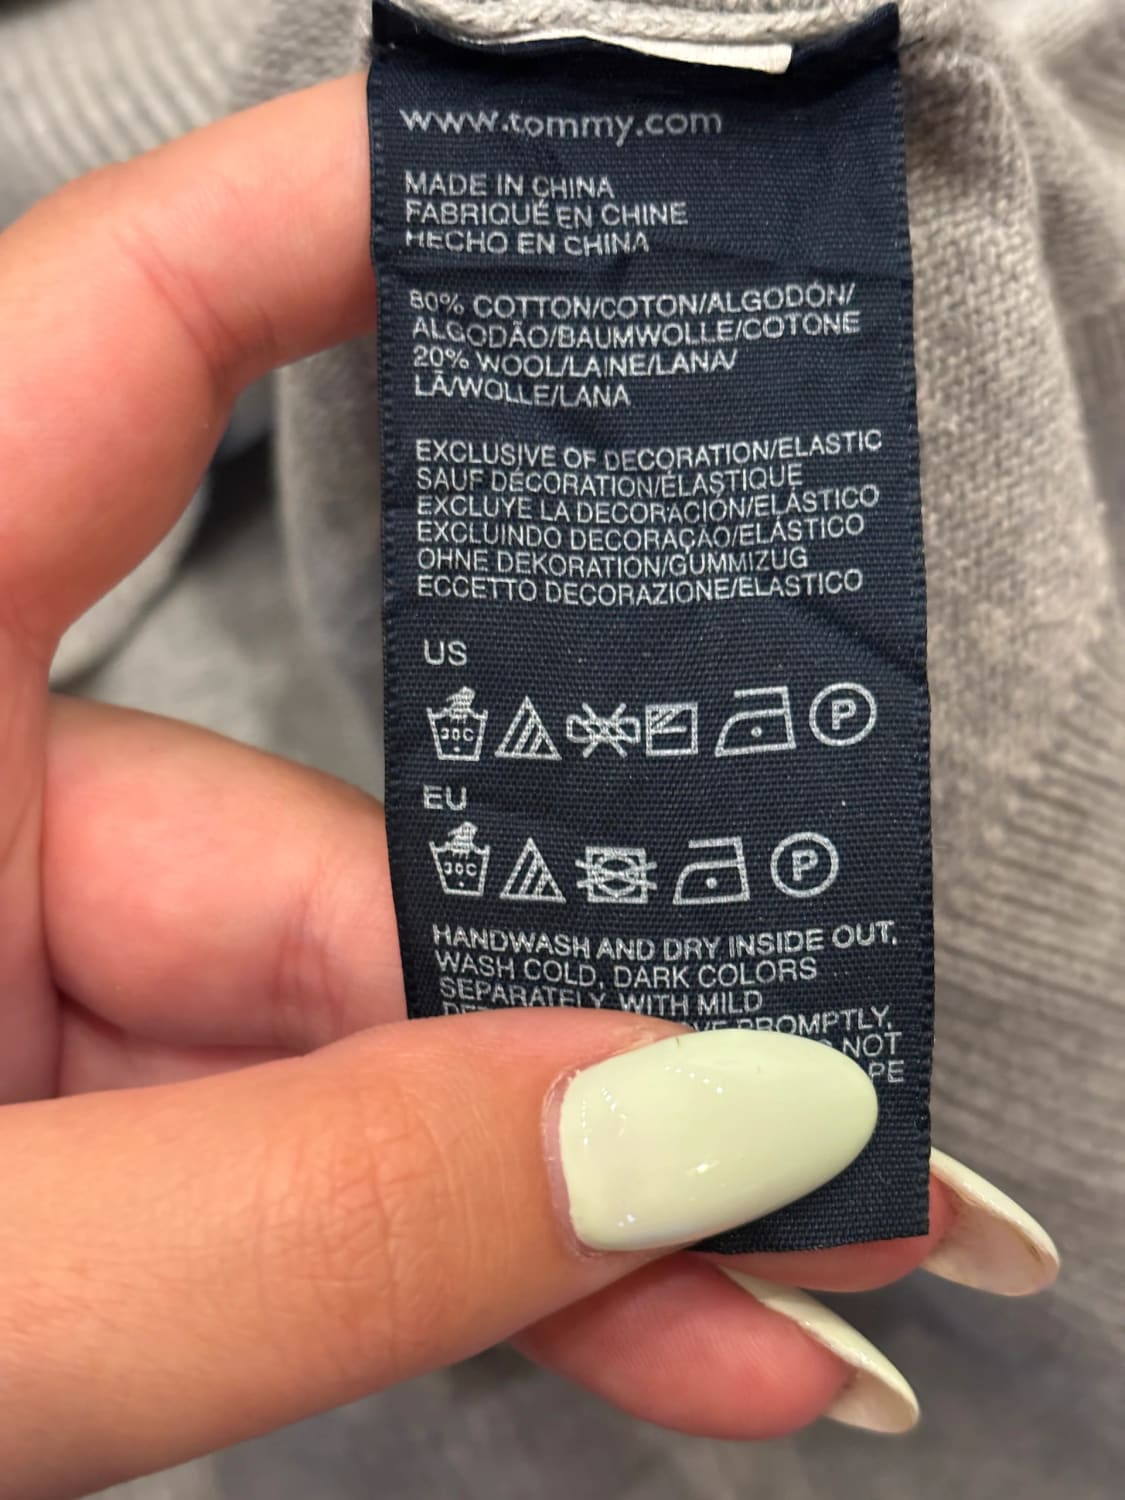 www.tommy.com
MADE IN CHINA
FABRIQUÉ EN CHINE
HECHO EN CHINA
80% COTTON/COTON/ALGODÓN/
ALGODÃO/BAUMWOLLE/COTONE
20% WOOL/LAINE/LANA/
LÃ/WOLLE/LANA
EXCLUSIVE OF DECORATION/ELASTIC
SAUF DECORATION/ÉLASTIQUE
EXCLUYE LA DECORACIÓN/ELÁSTICO
EXCLUINDO DECORAÇÃO/ELÁSTICO
OHNE DEKORATION/GUMMIZUG
ECCETTO DECORAZIONE/ELASTICO
US
30C
P
EU
30C
P
HANDWASH AND DRY INSIDE OUT,
WASH COLD, DARK COLORS
SEPARATELY, WITH MILD
PROMPTLY,
NOT